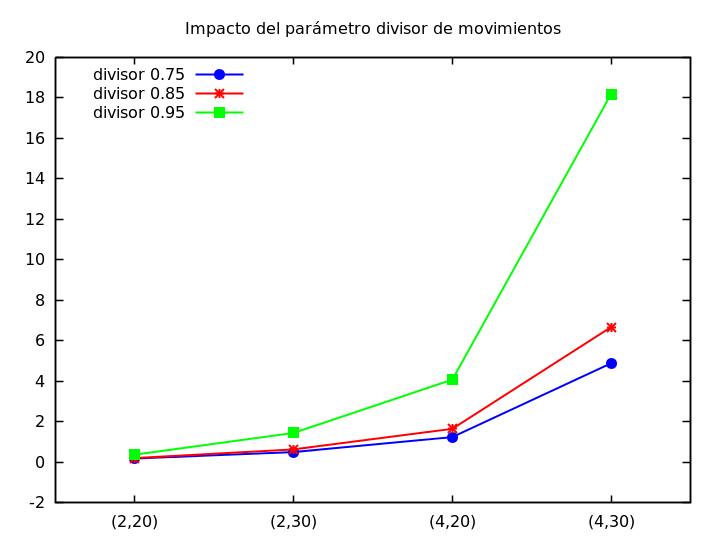 Impacto del parámetro divisor de movimientos
20
18
16
14
12
10
8
6
4
2
0
-2
divisor 0.75
divisor 0.85
divisor 0.95
(2,20) (2,30) (4,20) (4,30)